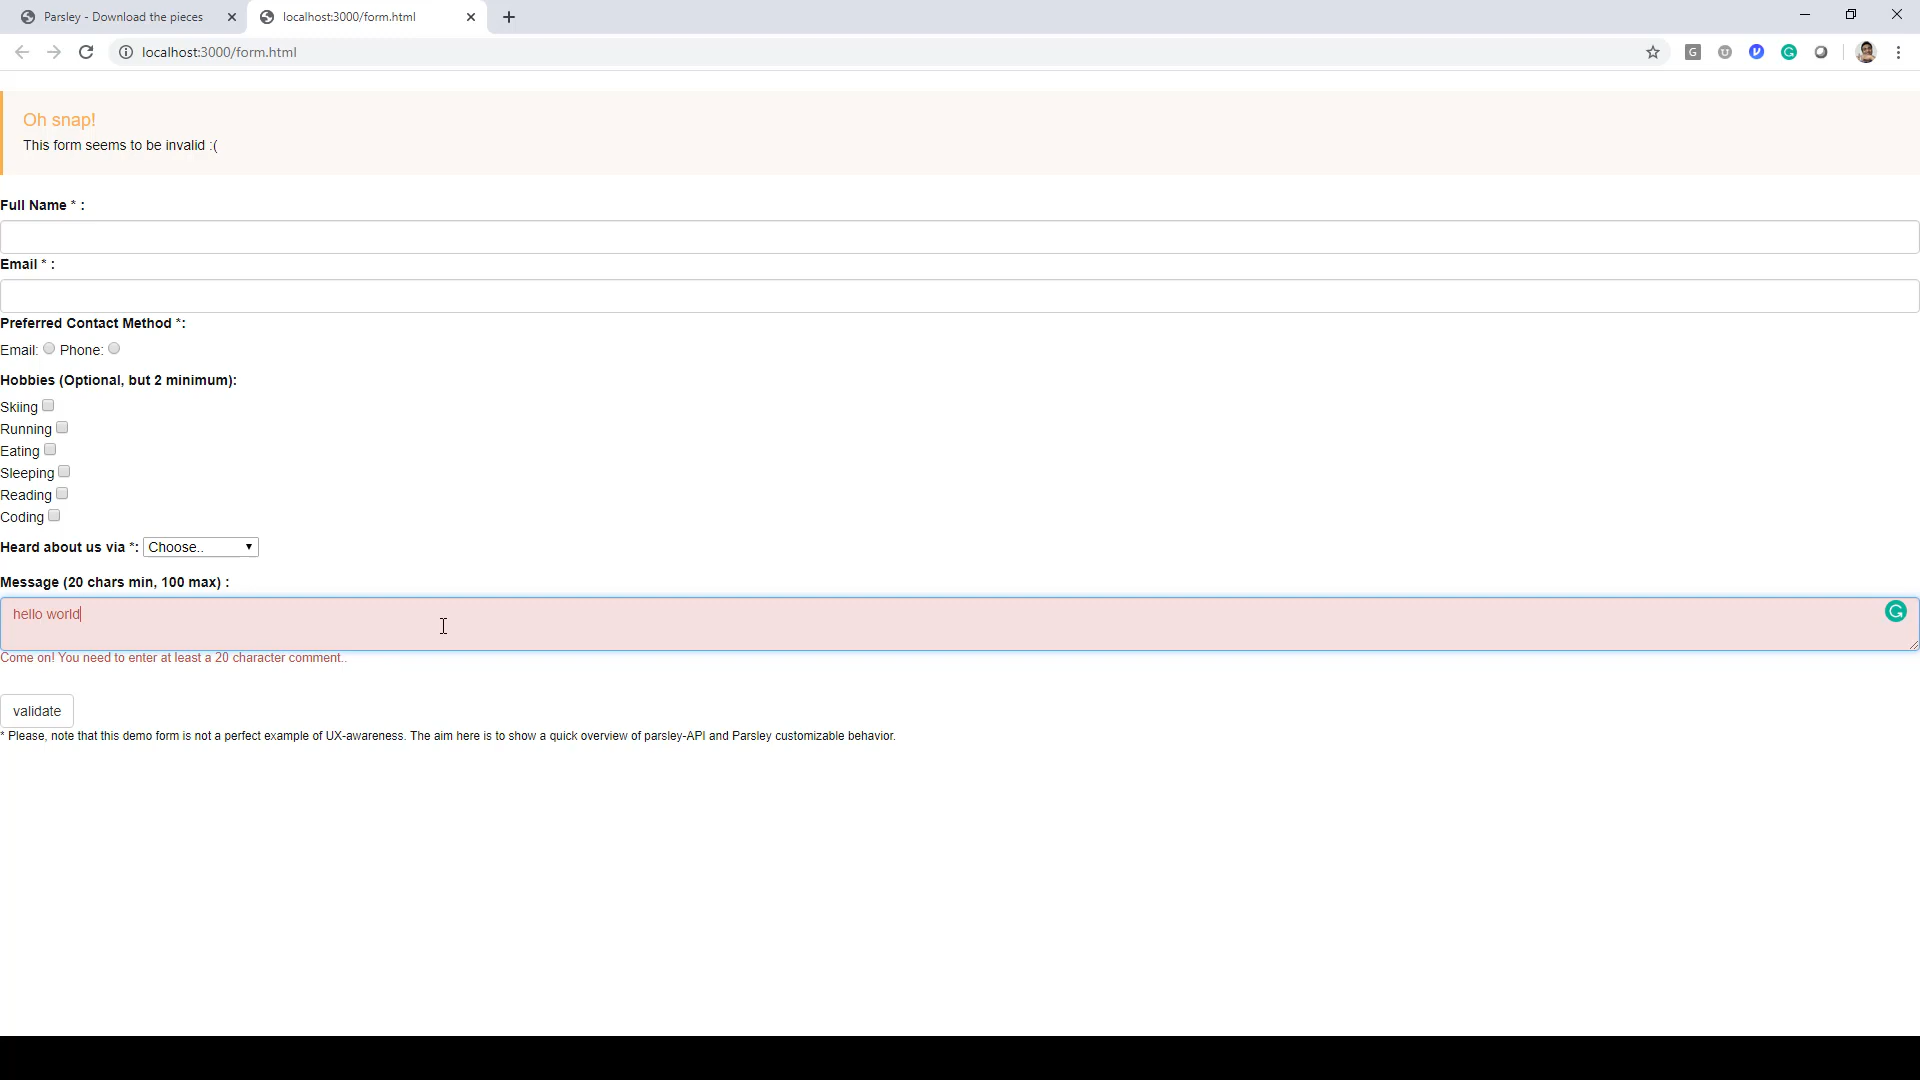 Parsley - Download the pieces
localhost:3000/form.html
localhost:3000/form.html
Oh snap!
This form seems to be invalid :(
Full Name * :
Email * :
Preferred Contact Method *:
Email: Phone:
Hobbies (Optional, but 2 minimum):
Skiing
Running
Eating
Sleeping
Reading
Coding
Heard about us via *: Choose..
Message (20 chars min, 100 max) :
hello world
Come on! You need to enter at least a 20 character comment..
validate
* Please, note that this demo form is not a perfect example of UX-awareness. The aim here is to show a quick overview of parsley-API and Parsley customizable behavior.